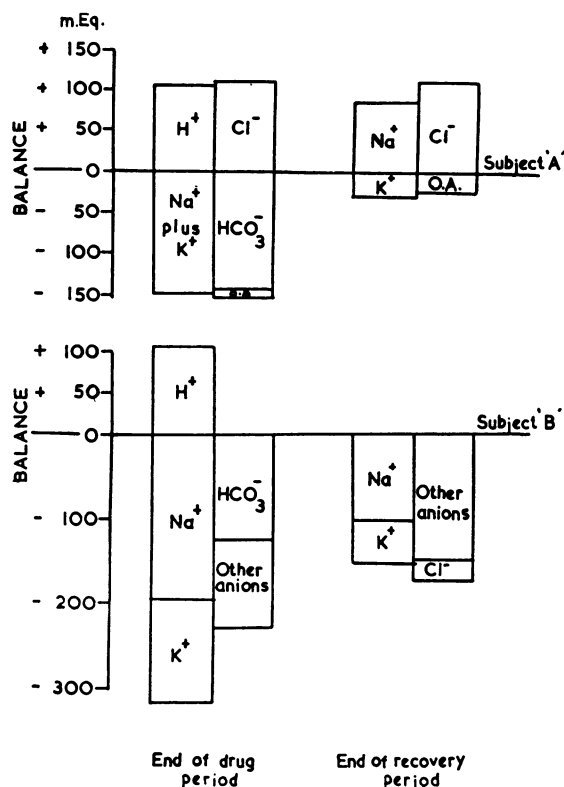 m.Eq.
+ 150
+ 100
+ 50
0
- 50
- 100
- 150
BALANCE
H⁺
Cl⁻
Na⁺
plus
K⁺
HCO₃⁻
o.a
Na⁺
Cl⁻
K⁺
O.A.
Subject 'A'
+ 100
+ 50
0
- 100
- 200
- 300
BALANCE
H⁺
Na⁺
K⁺
HCO₃⁻
Other
anions
Na⁺
K⁺
Other
anions
Cl⁻
Subject 'B'
End of drug
period
End of recovery
period